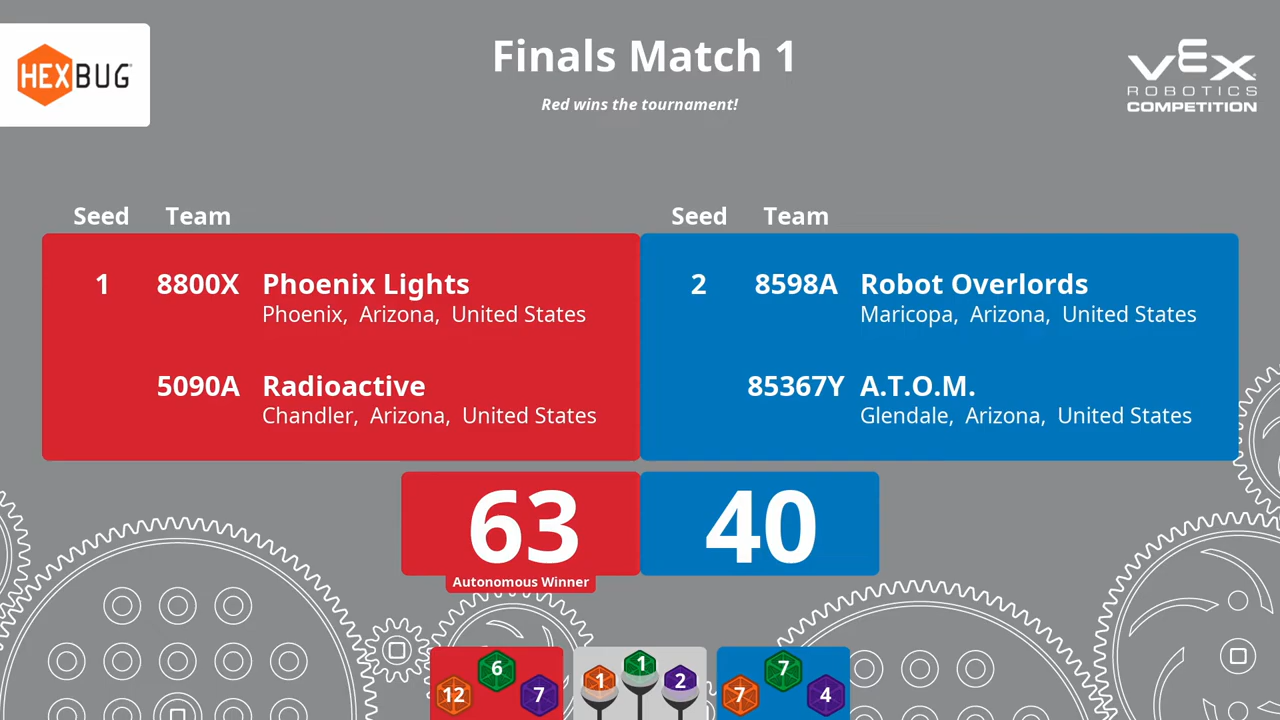 HEXBUG
Finals Match 1
Red wins the tournament!
VEX
ROBOTICS
COMPETITION
Seed Team
Seed Team
1 8800X Phoenix Lights
Phoenix, Arizona, United States
5090A Radioactive
Chandler, Arizona, United States
2 8598A Robot Overlords
Maricopa, Arizona, United States
85367Y A.T.O.M.
Glendale, Arizona, United States
63 40
Autonomous Winner
12 6 7
1 1 2
7 7 4